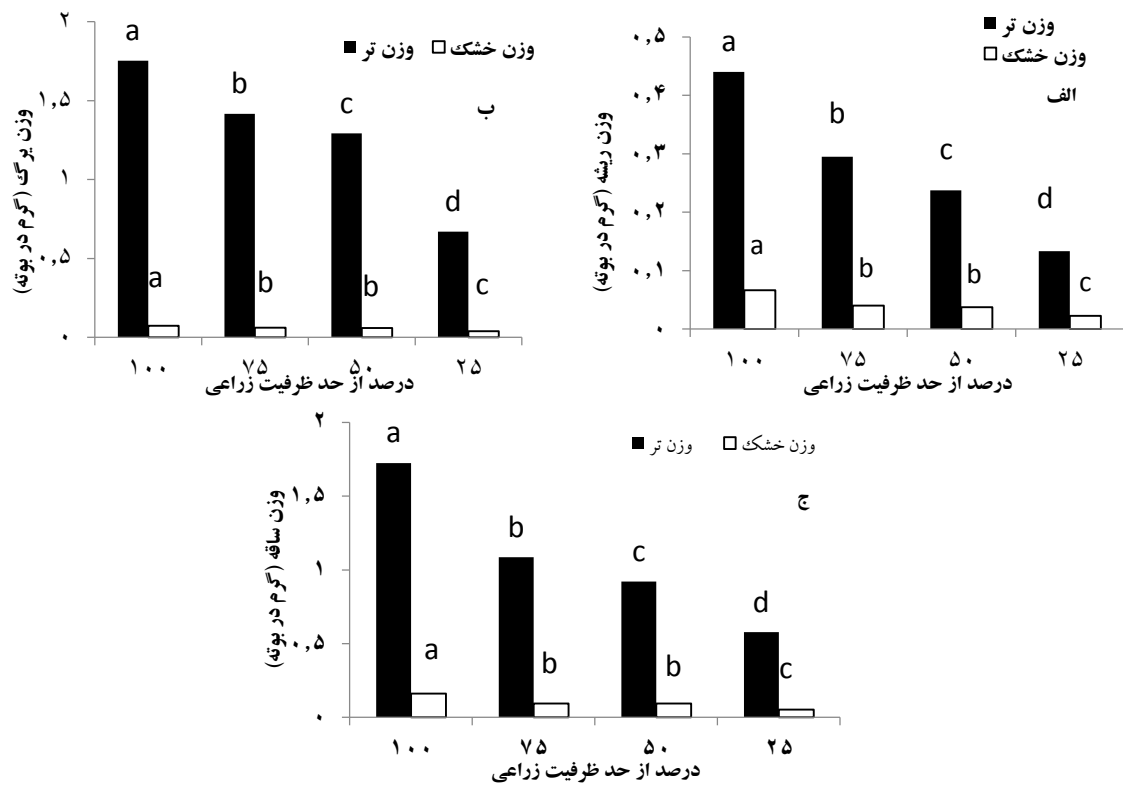 وزن تر
وزن خشک
الف
وزن ریشه (گرم در بوته)
۰,۵
۰,۴
۰,۳
۰,۲
۰,۱
۰
a
b
c
d
a
b
b
c
۱۰۰ ۷۵ ۵۰ ۲۵
درصد از حد ظرفیت زراعی
وزن تر وزن خشک
ب
وزن برگ (گرم در بوته)
۲
۱,۵
۱
۰,۵
۰
a
b
c
d
a
b
b
c
۱۰۰ ۷۵ ۵۰ ۲۵
درصد از حد ظرفیت زراعی
وزن تر وزن خشک
ج
وزن ساقه (گرم در بوته)
۲
۱,۵
۱
۰,۵
۰
a
b
c
d
a
b
b
c
۱۰۰ ۷۵ ۵۰ ۲۵
درصد از حد ظرفیت زراعی